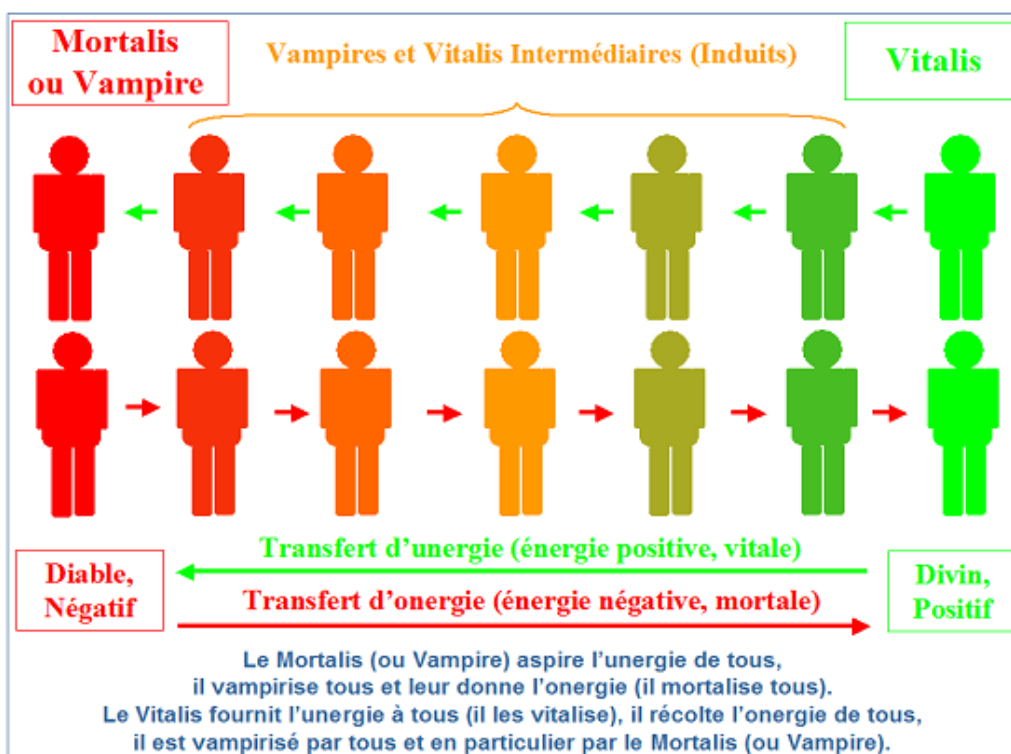 Mortalis
ou Vampire
Vampires et Vitalis Intermédiaires (Induits)
Vitalis
Transfert d'unergie (énergie positive, vitale)
Diable,
Négatif
Transfert d'onergie (énergie négative, mortale)
Divin,
Positif
Le Mortalis (ou Vampire) aspire l'unergie de tous,
il vampirise tous et leur donne l'onergie (il mortalise tous).
Le Vitalis fournit l'unergie à tous (il les vitalise), il récolte l'onergie de tous,
il est vampirisé par tous et en particulier par le Mortalis (ou Vampire).